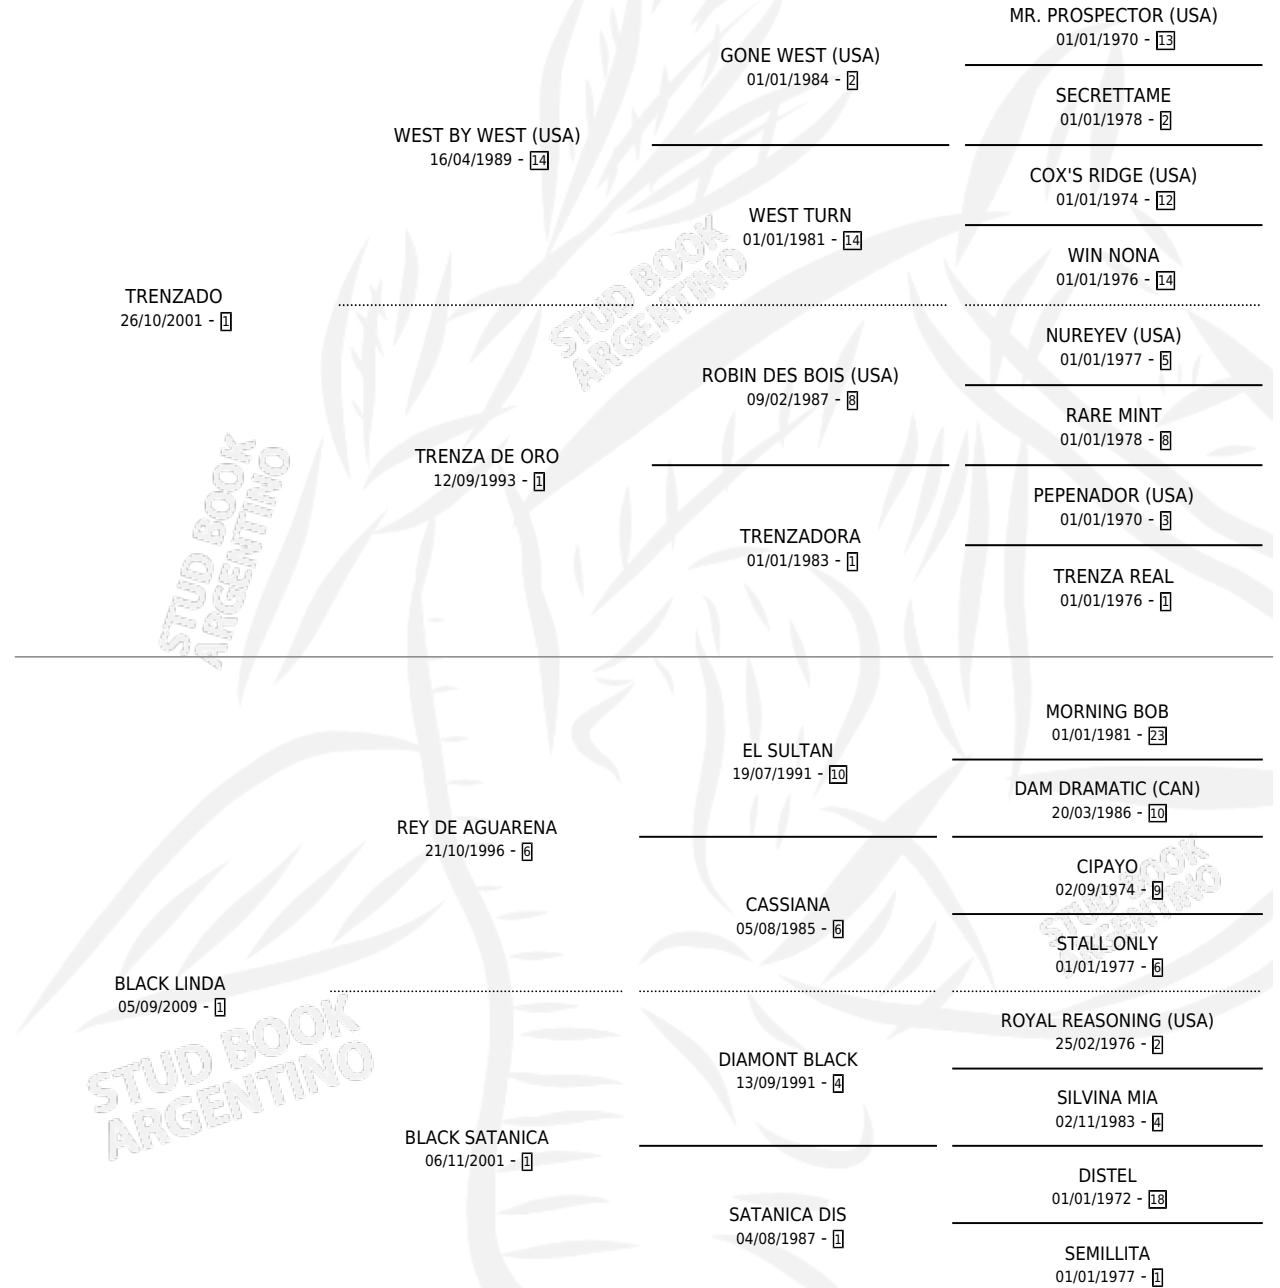 MR. PROSPECTOR (USA)
01/01/1970 - 13
GONE WEST (USA)
01/01/1984 - 2
SECRETTAME
01/01/1978 - 2
WEST BY WEST (USA)
16/04/1989 - 14
COX'S RIDGE (USA)
01/01/1974 - 12
WEST TURN
01/01/1981 - 14
WIN NONA
01/01/1976 - 14
TRENZADO
26/10/2001 - 1
STUD BOOK
ARGENTINO
NUREYEV (USA)
01/01/1977 - 5
ROBIN DES BOIS (USA)
09/02/1987 - 8
RARE MINT
01/01/1978 - 8
TRENZA DE ORO
12/09/1993 - 1
STUD BOOK
ARGENTINO
PEPENADOR (USA)
01/01/1970 - 3
TRENZADORA
01/01/1983 - 1
TRENZA REAL
01/01/1976 - 1
MORNING BOB
01/01/1981 - 23
EL SULTAN
19/07/1991 - 10
DAM DRAMATIC (CAN)
20/03/1986 - 10
REY DE AGUARENA
21/10/1996 - 6
CIPAYO
02/09/1974 - 9
STUD BOOK
ARGENTINO
CASSIANA
05/08/1985 - 6
STALL ONLY
01/01/1977 - 6
BLACK LINDA
05/09/2009 - 1
STUD BOOK
ARGENTINO
ROYAL REASONING (USA)
25/02/1976 - 2
DIAMONT BLACK
13/09/1991 - 4
SILVINA MIA
02/11/1983 - 4
BLACK SATANICA
06/11/2001 - 1
DISTEL
01/01/1972 - 18
SATANICA DIS
04/08/1987 - 1
SEMILLITA
01/01/1977 - 1